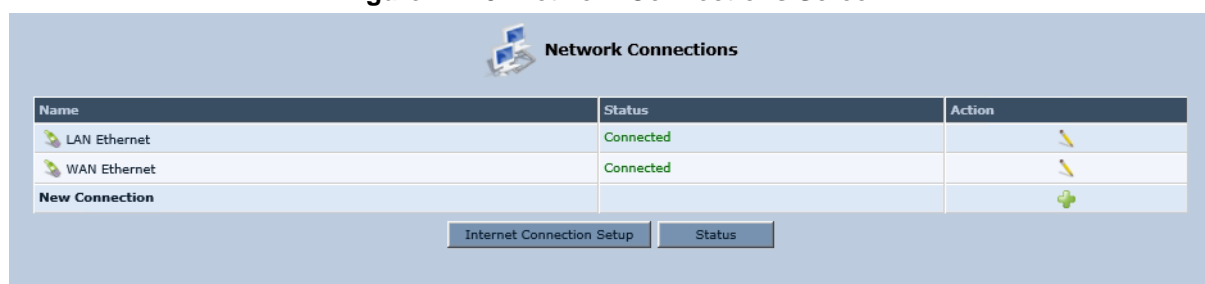 Network Connections
Name Status Action
LAN Ethernet Connected
WAN Ethernet Connected
New Connection
Internet Connection Setup Status